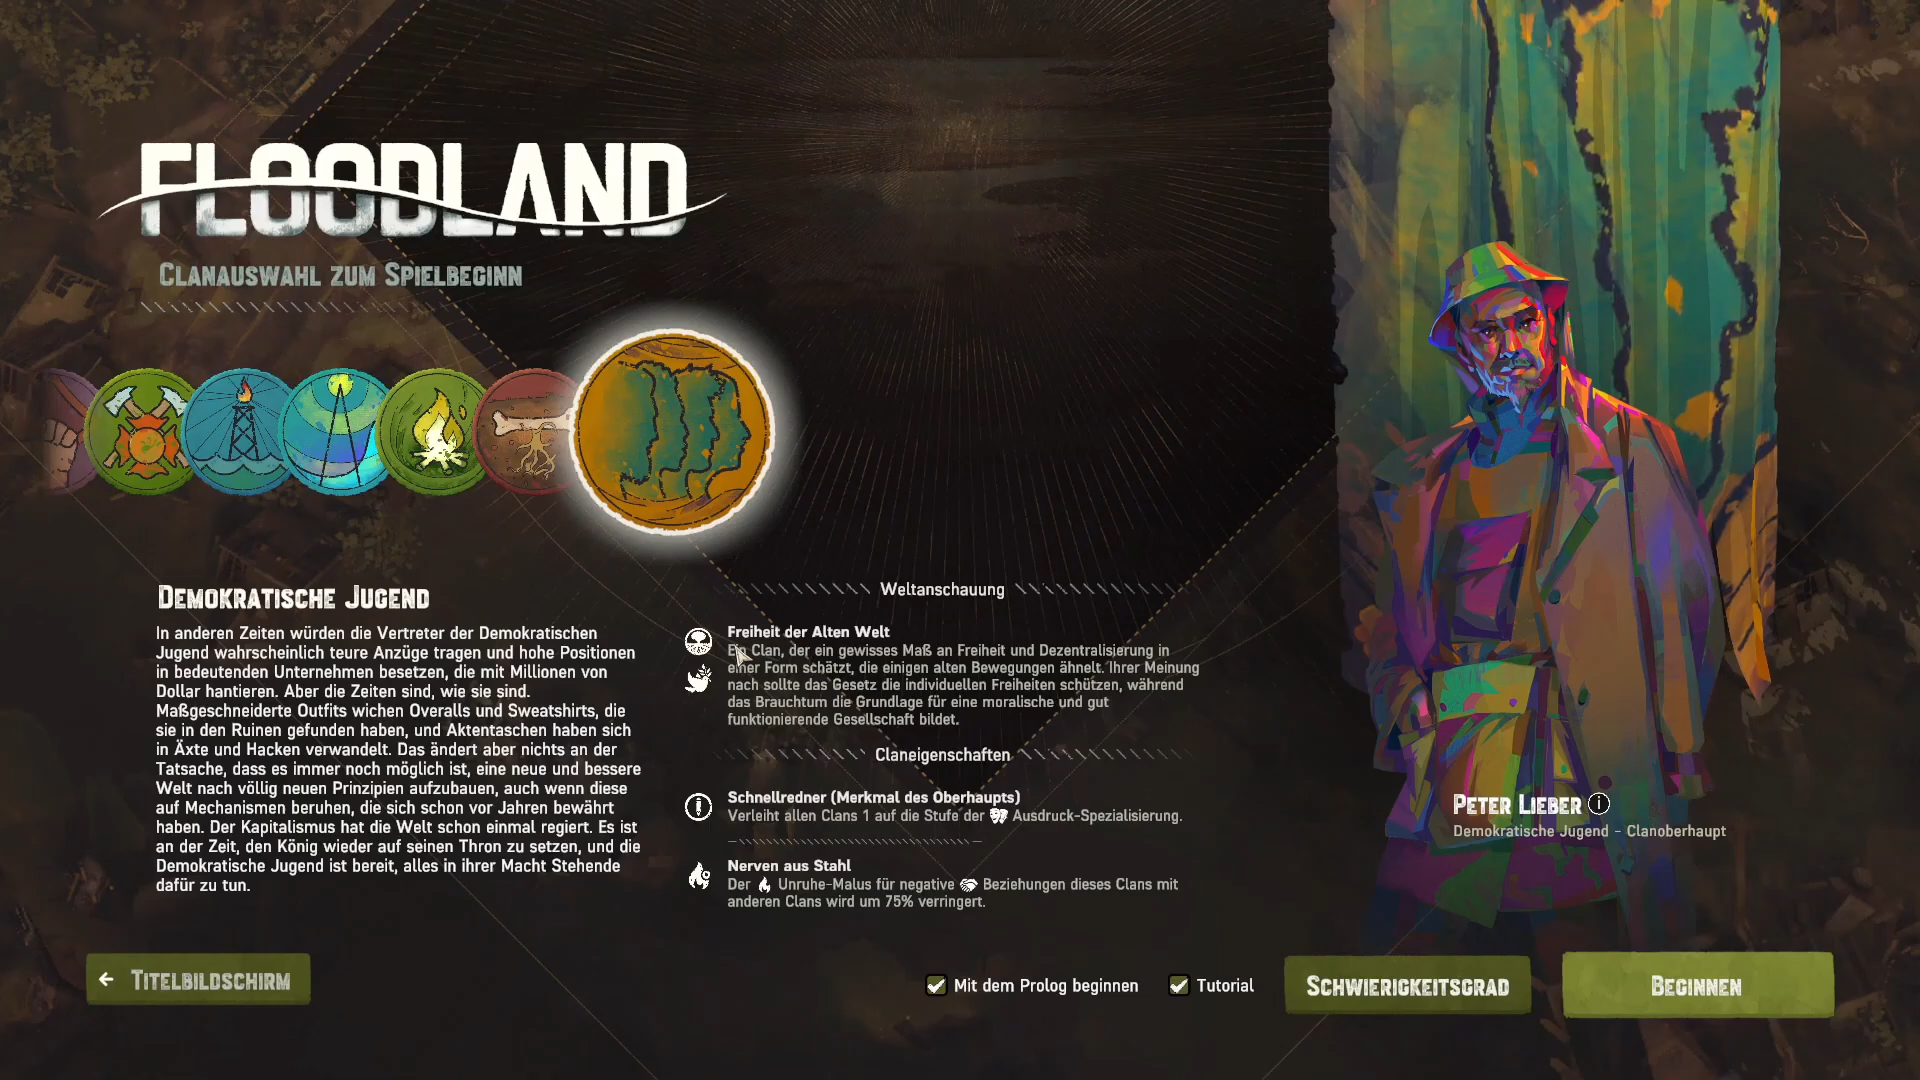 FLOODLAND
CLANAUSWAHL ZUM SPIELBEGINN
DEMOKRATISCHE JUGEND
In anderen Zeiten würden die Vertreter der Demokratischen
Jugend wahrscheinlich teure Anzüge tragen und hohe Positionen
in bedeutenden Unternehmen besetzen, die mit Millionen von
Dollar hantieren. Aber die Zeiten sind, wie sie sind.
Maßgeschneiderte Outfits wichen Overalls und Sweatshirts, die
sie in den Ruinen gefunden haben, und Aktentaschen haben sich
in Äxte und Hacken verwandelt. Das ändert aber nichts an der
Tatsache, dass es immer noch möglich ist, eine neue und bessere
Welt nach völlig neuen Prinzipien aufzubauen, auch wenn diese
auf Mechanismen beruhen, die sich schon vor Jahren bewährt
haben. Der Kapitalismus hat die Welt schon einmal regiert. Es ist
an der Zeit, den König wieder auf seinen Thron zu setzen, und die
Demokratische Jugend ist bereit, alles in ihrer Macht Stehende
dafür zu tun.
Weltanschauung
Freiheit der Alten Welt
Ein Clan, der ein gewisses Maß an Freiheit und Dezentralisierung in
einer Form schätzt, die einigen alten Bewegungen ähnelt. Ihrer Meinung
nach sollte das Gesetz die individuellen Freiheiten schützen, während
das Brauchtum die Grundlage für eine moralische und gut
funktionierende Gesellschaft bildet.
Claneigenschaften
Schnellredner (Merkmal des Oberhaupts)
Verleiht allen Clans 1 auf die Stufe der Ausdruck-Spezialisierung.
Nerven aus Stahl
Der Unruhe-Malus für negative Beziehungen dieses Clans mit
anderen Clans wird um 75% verringert.
PETER LIEBER
Demokratische Jugend - Clanoberhaupt
TITELBILDSCHIRM
Mit dem Prolog beginnen
Tutorial
SCHWIERIGKEITSGRAD
BEGINNEN